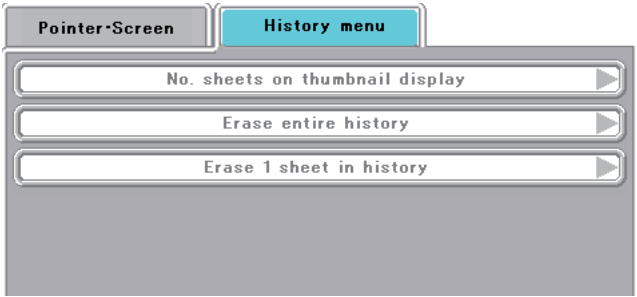 Pointer·Screen
History menu
No. sheets on thumbnail display
Erase entire history
Erase 1 sheet in history